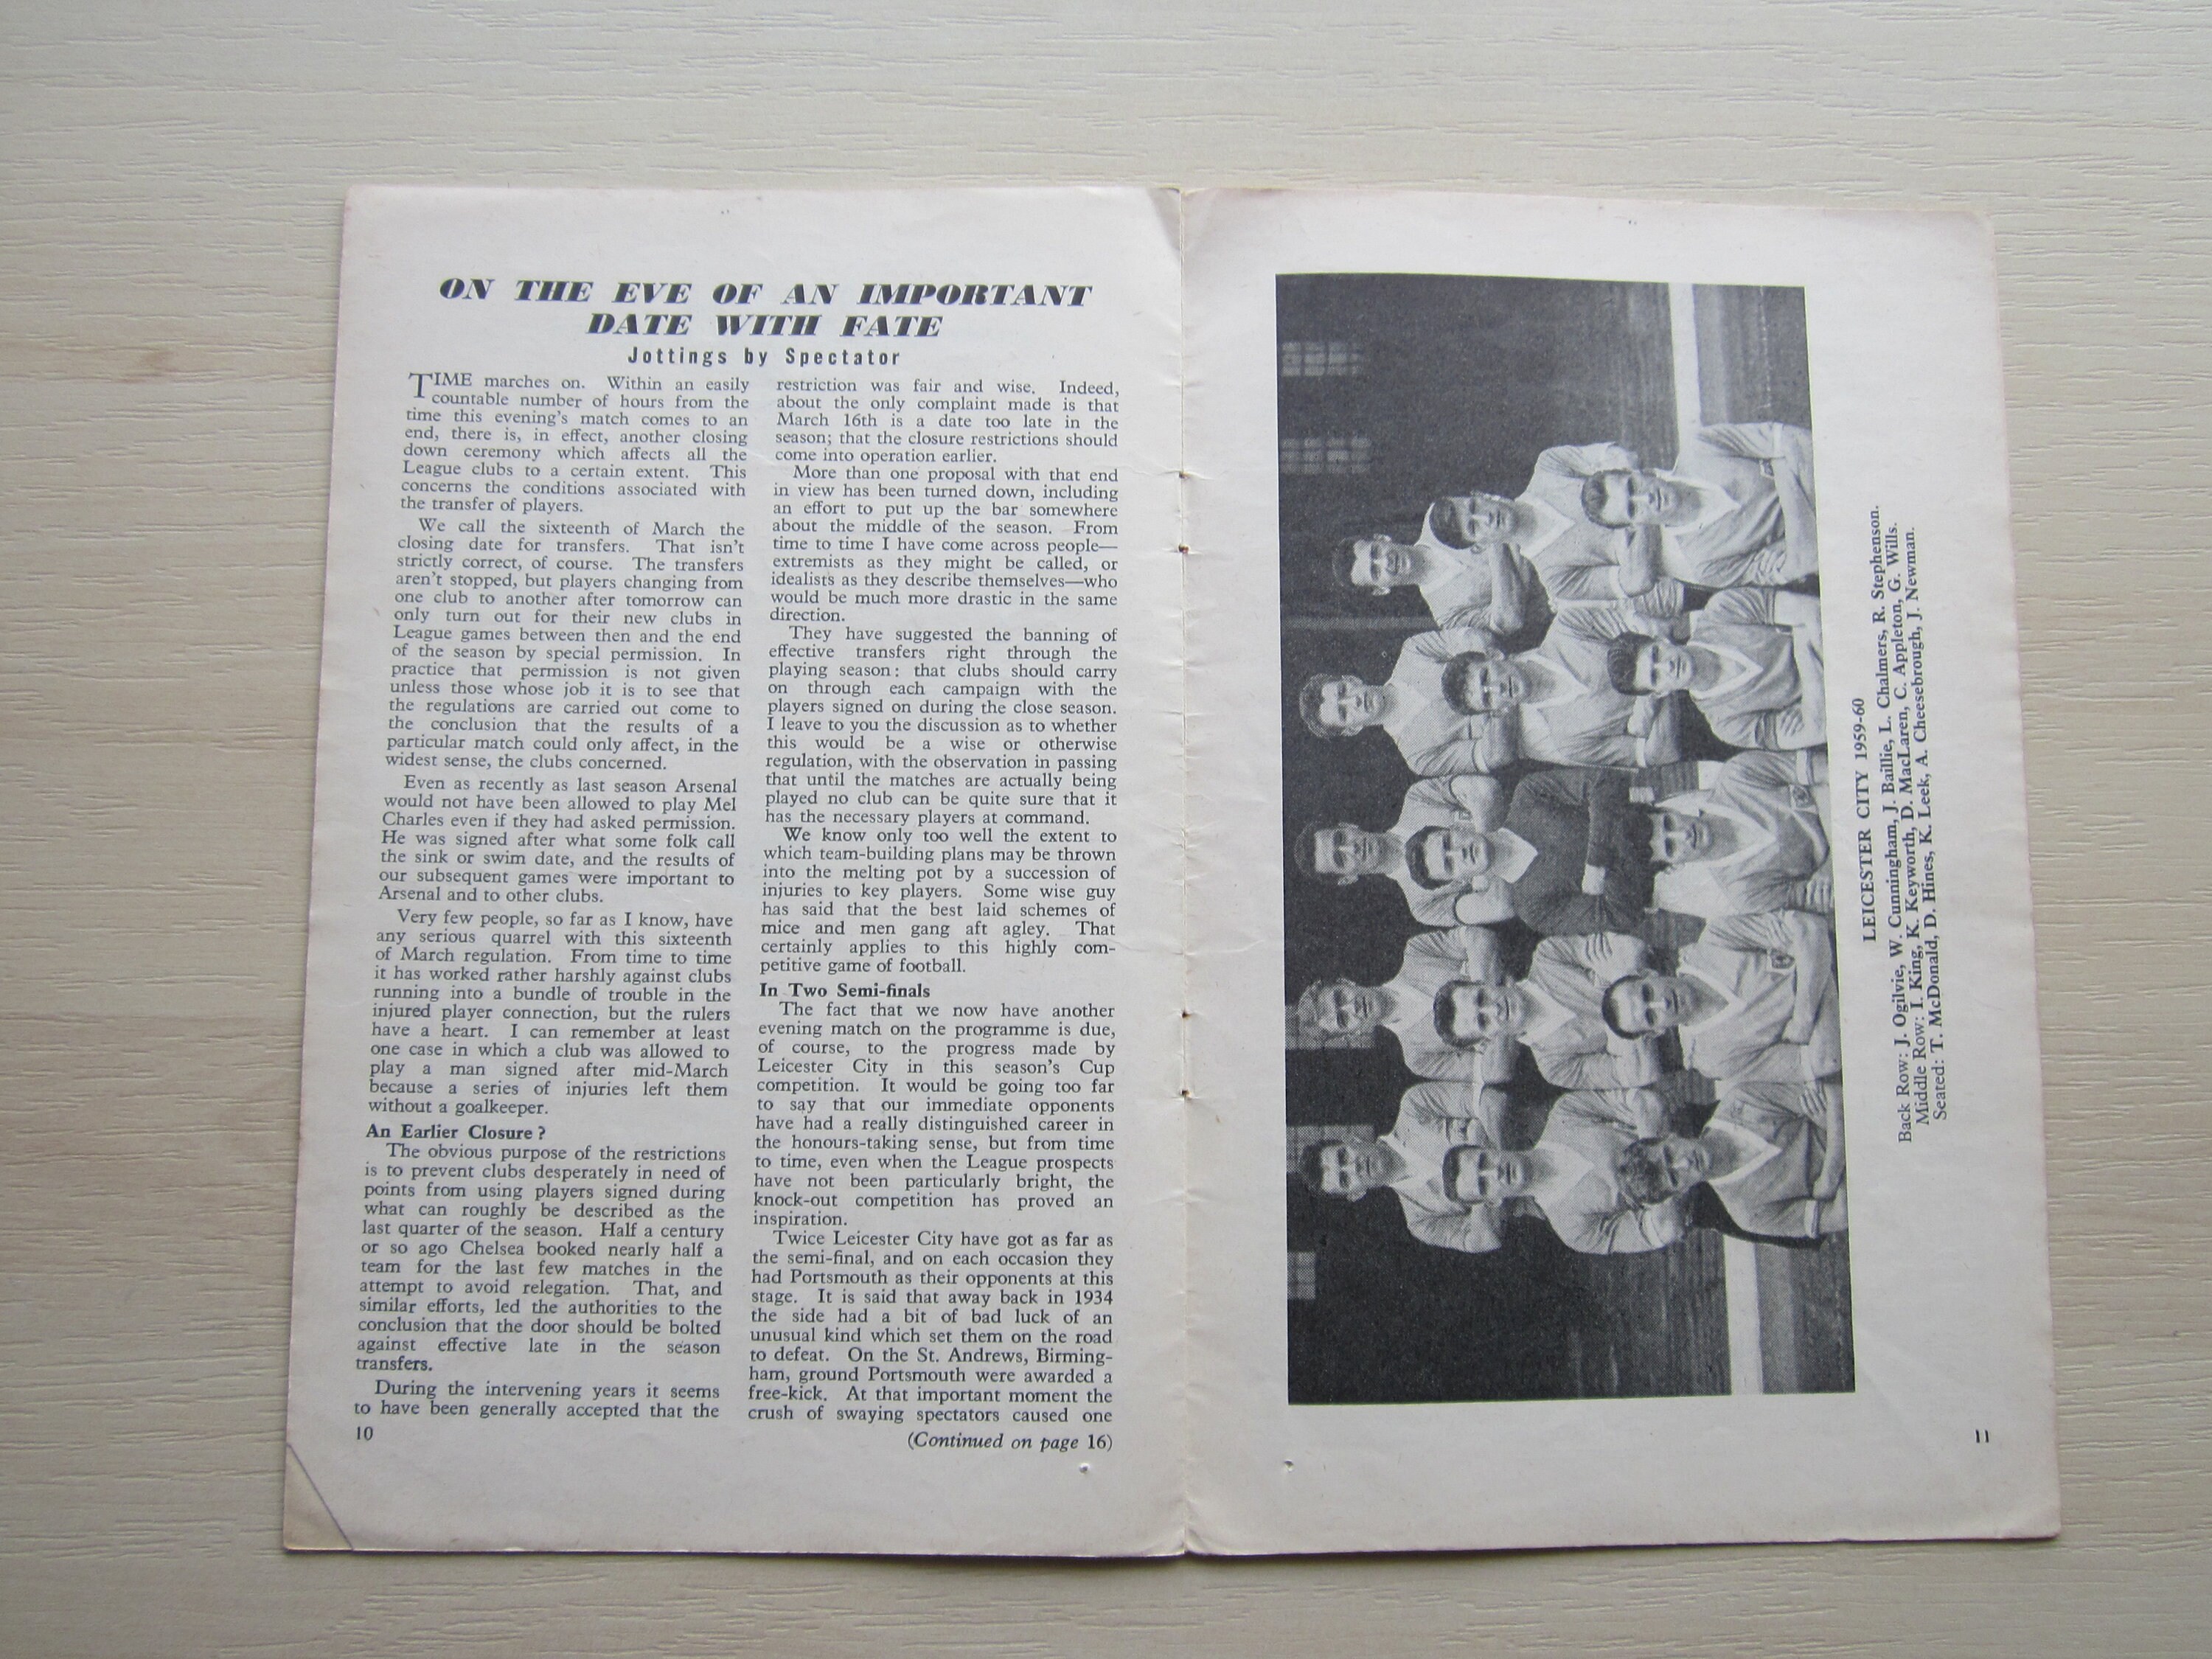 ON THE EVE OF AN IMPORTANT
DATE WITH FATE
Jottings by Spectator
TIME marches on. Within an easily
countable number of hours from the
time this evening's match comes to an
end, there is, in effect, another closing
down ceremony which affects all the
League clubs to a certain extent. This
concerns the conditions associated with
the transfer of players.
We call the sixteenth of March the
closing date for transfers. That isn't
strictly correct, of course. The transfers
aren't stopped, but players changing from
one club to another after tomorrow can
only turn out for their new clubs in
League games between then and the end
of the season by special permission. In
practice that permission is not given
unless those whose job it is to see that
the regulations are carried out come to
the conclusion that the results of a
particular match could only affect, in the
widest sense, the clubs concerned.
Even as recently as last season Arsenal
would not have been allowed to play Mel
Charles even if they had asked permission.
He was signed after what some folk call
the sink or swim date, and the results of
our subsequent games were important to
Arsenal and to other clubs.
Very few people, so far as I know, have
any serious quarrel with this sixteenth
of March regulation. From time to time
it has worked rather harshly against clubs
running into a bundle of trouble in the
injured player connection, but the rulers
have a heart. I can remember at least
one case in which a club was allowed to
play a man signed after mid-March
because a series of injuries left them
without a goalkeeper.
An Earlier Closure?
The obvious purpose of the restrictions
is to prevent clubs desperately in need of
points from using players signed during
what can roughly be described as the
last quarter of the season. Half a century
or so ago Chelsea booked nearly half a
team for the last few matches in the
attempt to avoid relegation. That, and
similar efforts, led the authorities to the
conclusion that the door should be bolted
against effective late in the season
transfers.
During the intervening years it seems
to have been generally accepted that the
10
restriction was fair and wise. Indeed,
about the only complaint made is that
March 16th is a date too late in the
season; that the closure restrictions should
come into operation earlier.
More than one proposal with that end
in view has been turned down, including
an effort to put up the bar somewhere
about the middle of the season. From
time to time I have come across people—
extremists as they might be called, or
idealists as they describe themselves—who
would be much more drastic in the same
direction.
They have suggested the banning of
effective transfers right through the
playing season: that clubs should carry
on through each campaign with the
players signed on during the close season.
I leave to you the discussion as to whether
this would be a wise or otherwise
regulation, with the observation in passing
that until the matches are actually being
played no club can be quite sure that it
has the necessary players at command.
We know only too well the extent to
which team-building plans may be thrown
into the melting pot by a succession of
injuries to key players. Some wise guy
has said that the best laid schemes of
mice and men gang aft agley. That
certainly applies to this highly com-
petitive game of football.
In Two Semi-finals
The fact that we now have another
evening match on the programme is due,
of course, to the progress made by
Leicester City in this season's Cup
competition. It would be going too far
to say that our immediate opponents
have had a really distinguished career in
the honours-taking sense, but from time
to time, even when the League prospects
have not been particularly bright, the
knock-out competition has proved an
inspiration.
Twice Leicester City have got as far as
the semi-final, and on each occasion they
had Portsmouth as their opponents at this
stage. It is said that away back in 1934
the side had a bit of bad luck of an
unusual kind which set them on the road
to defeat. On the St. Andrews, Birming-
ham, ground Portsmouth were awarded a
free-kick. At that important moment the
crush of swaying spectators caused one
(Continued on page 16)
LEICESTER CITY 1959-60
Back Row: J. Ogilvie, W. Cunningham, J. Baillie, L. Chalmers, R. Stephenson.
Middle Row: I. King, K. Keyworth, D. MacLaren, C. Appleton, G. Wills.
Seated: T. McDonald, D. Hines, K. Leek, A. Cheesebrough, J. Newman.
11